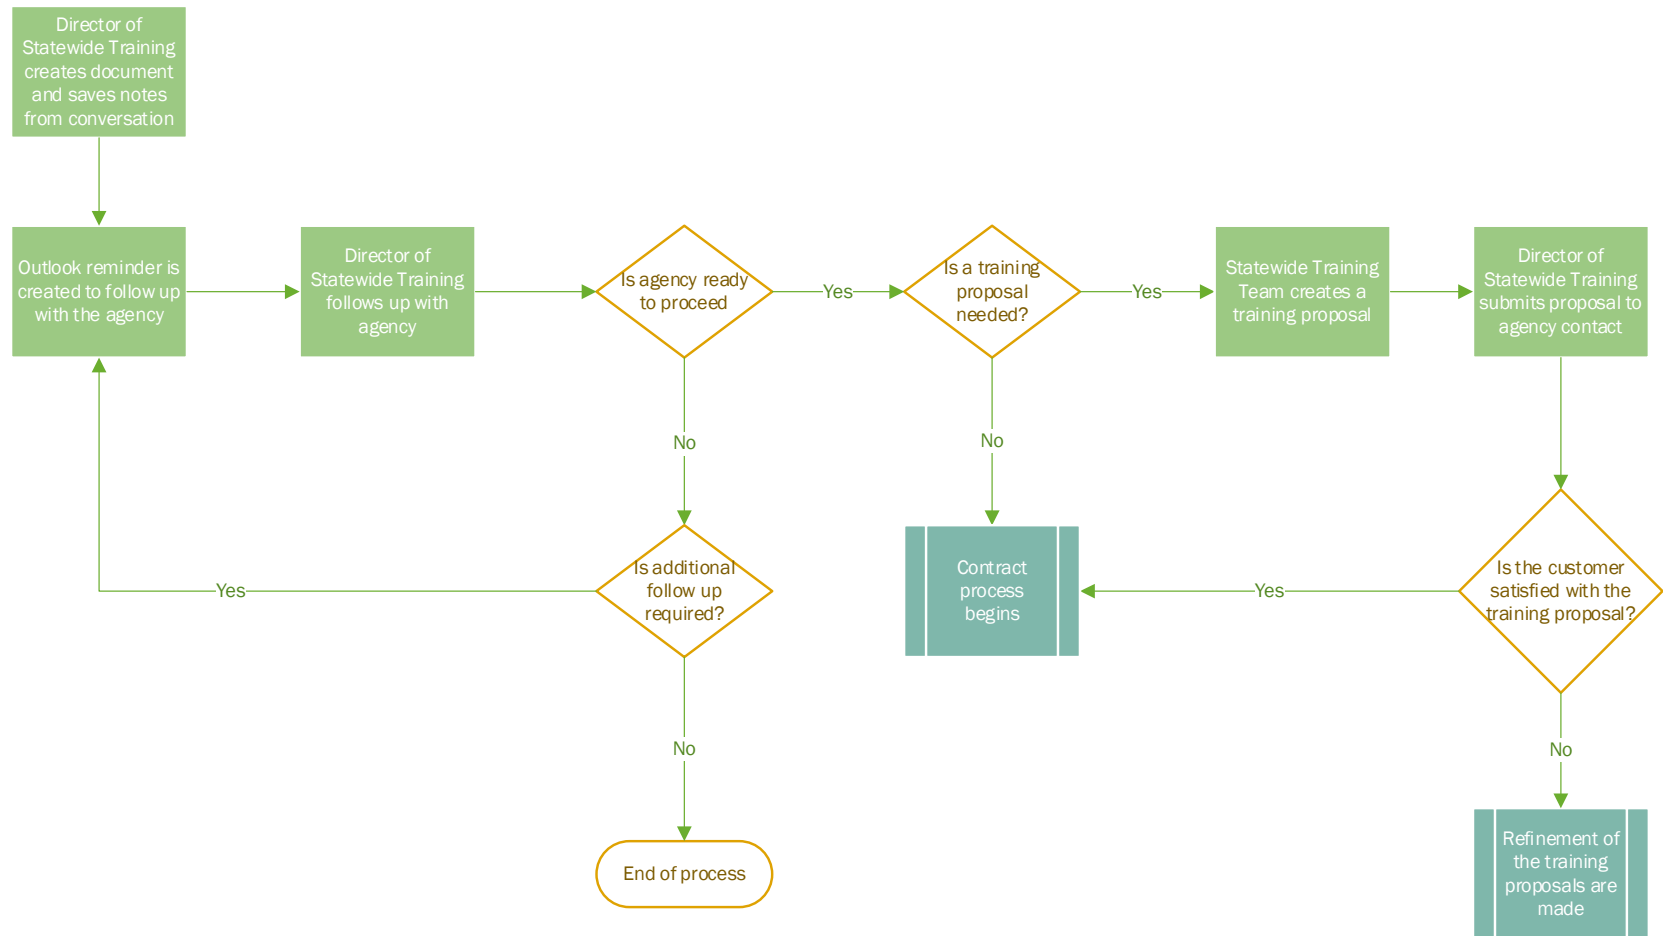 Director of
Statewide Training
creates document
and saves notes
from conversation
Outlook reminder is
created to follow up
with the agency
Director of
Statewide Training
follows up with
agency
Is agency ready
to proceed
Yes
Is a training
proposal
needed?
Yes
Statewide Training
Team creates a
training proposal
Director of
Statewide Training
submits proposal to
agency contact
No
No
Yes
Is additional
follow up
required?
Contract
process
begins
Yes
Is the customer
satisfied with the
training proposal?
No
No
End of process
Refinement of
the training
proposals are
made